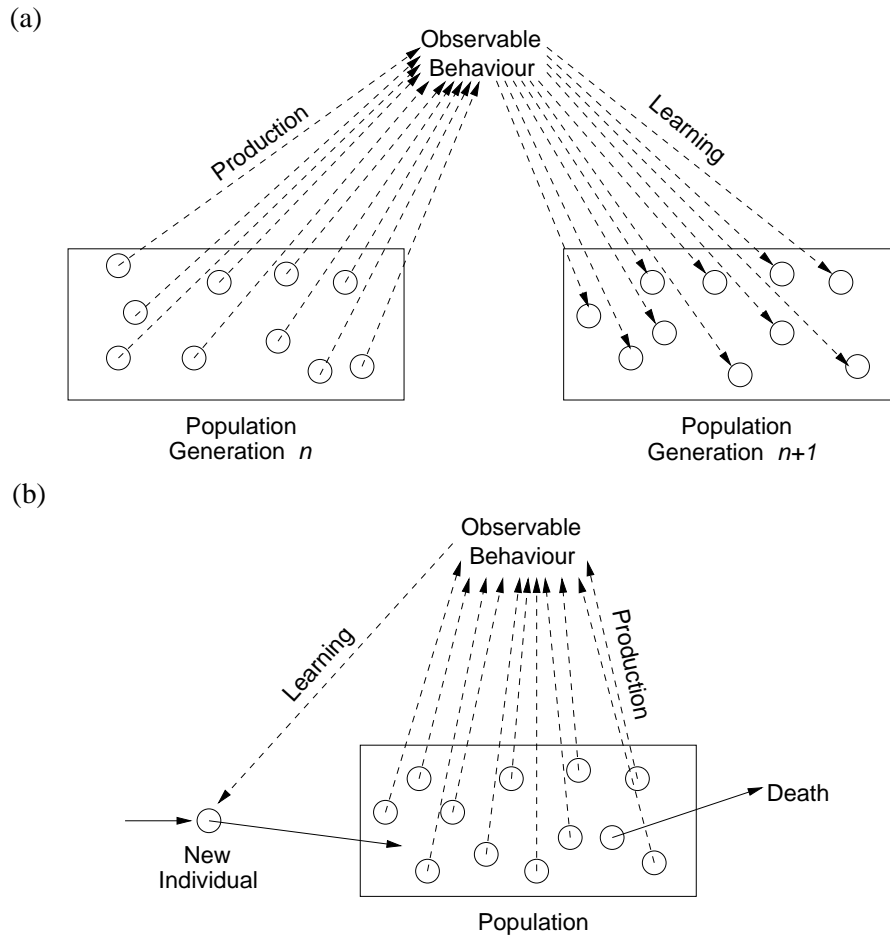 (a)
Observable
Behaviour
Production
Learning
Population
Generation n
Population
Generation n+1
(b)
Observable
Behaviour
Learning
Production
Death
New
Individual
Population